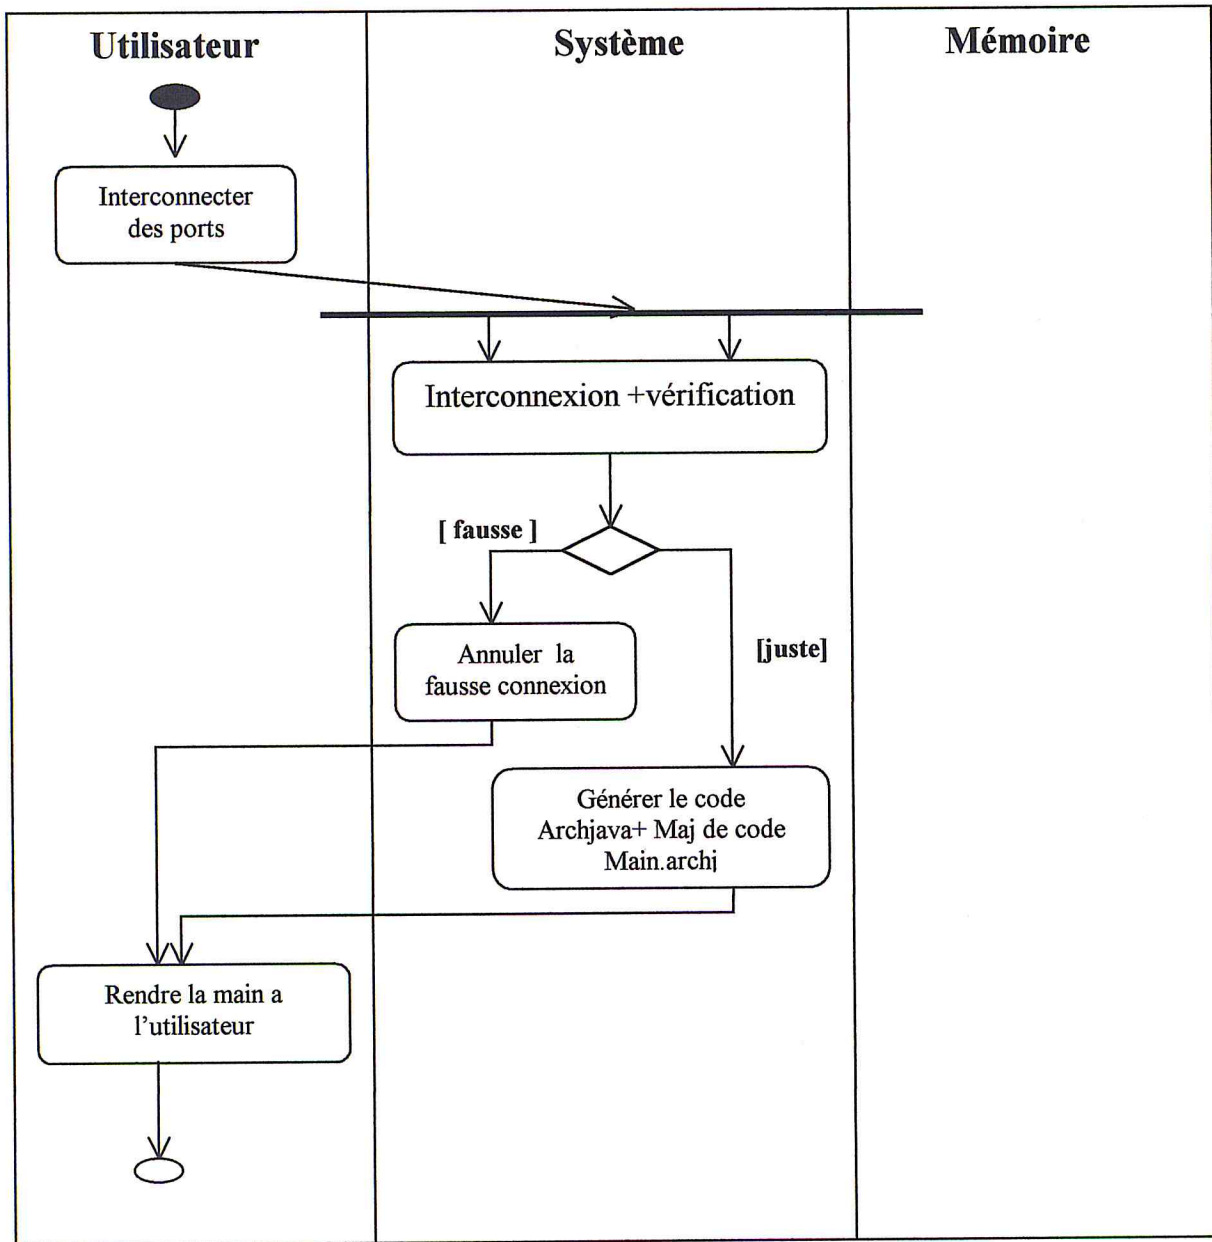 Utilisateur
Système
Mémoire
Interconnecter
des ports
Interconnexion +vérification
[ fausse ]
Annuler la
fausse connexion
[juste]
Générer le code
Archjava+ Maj de code
Main.archj
Rendre la main a
l'utilisateur